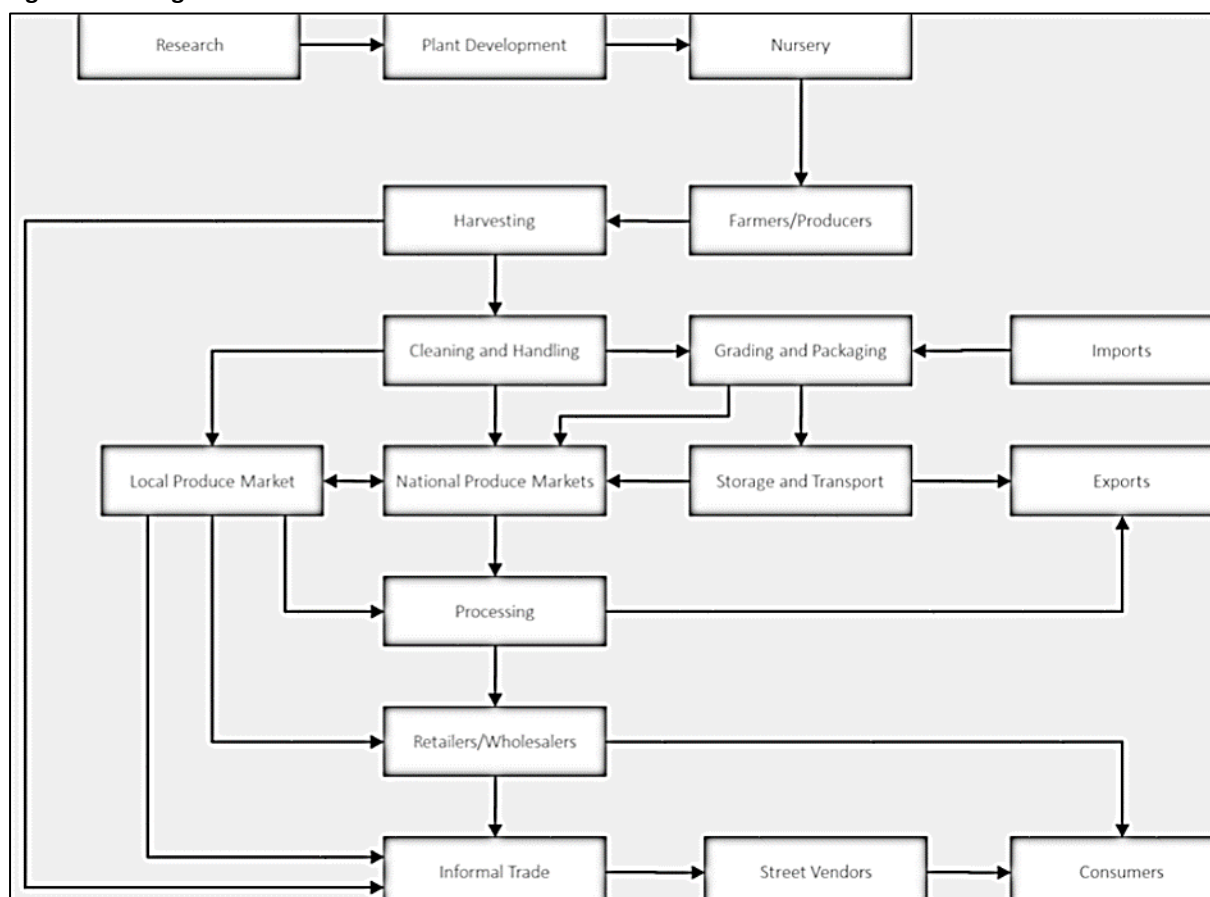 Research
Plant Development
Nursery
Harvesting
Farmers/Producers
Cleaning and Handling
Grading and Packaging
Imports
Local Produce Market
National Produce Markets
Storage and Transport
Exports
Processing
Retailers/Wholesalers
Informal Trade
Street Vendors
Consumers